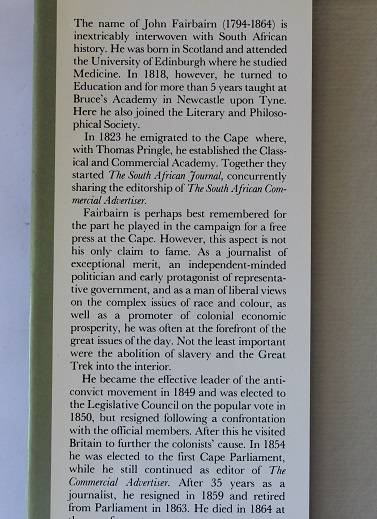 The name of John Fairbairn (1794-1864) is
inextricably interwoven with South African
history. He was born in Scotland and attended
the University of Edinburgh where he studied
Medicine. In 1818, however, he turned to
Education and for more than 5 years taught at
Bruce's Academy in Newcastle upon Tyne.
Here he also joined the Literary and Philoso-
phical Society.
In 1823 he emigrated to the Cape where,
with Thomas Pringle, he established the Class-
ical and Commercial Academy. Together they
started The South African Journal, concurrently
sharing the editorship of The South African Com-
mercial Advertiser.
Fairbairn is perhaps best remembered for
the part he played in the campaign for a free
press at the Cape. However, this aspect is not
his only claim to fame. As a journalist of
exceptional merit, an independent-minded
politician and early protagonist of representa-
tive government, and as a man of liberal views
on the complex issues of race and colour, as
well as a promoter of colonial economic
prosperity, he was often at the forefront of the
great issues of the day. Not the least important
were the abolition of slavery and the Great
Trek into the interior.
He became the effective leader of the anti-
convict movement in 1849 and was elected to
the Legislative Council on the popular vote in
1850, but resigned following a confrontation
with the official members. After this he visited
Britain to further the colonists' cause. In 1854
he was elected to the first Cape Parliament,
while he still continued as editor of The
Commercial Advertiser. After 35 years as a
journalist, he resigned in 1859 and retired
from Parliament in 1863. He died in 1864 at